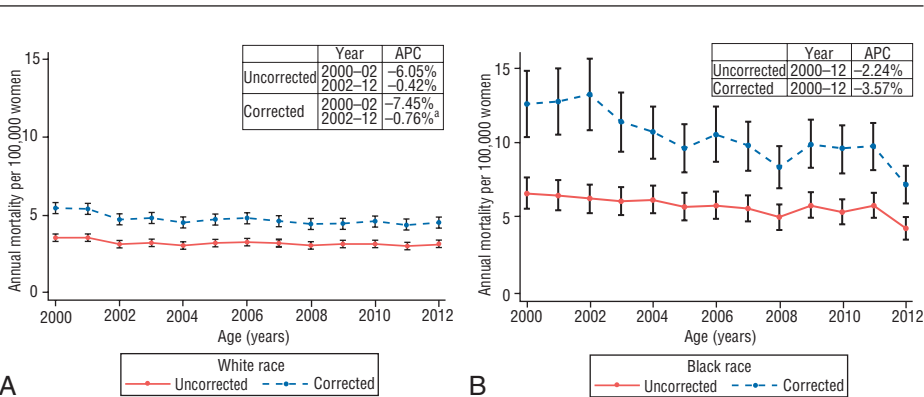 Year APC
Uncorrected 2000–02 –6.05%
2002–12 –0.42%
Corrected 2000–02 –7.45%
2002–12 –0.76%a
Annual mortality per 100,000 women
15
10
5
0
2000 2002 2004 2006 2008 2010 2012
Age (years)
White race
Uncorrected Corrected
A
Year APC
Uncorrected 2000–12 –2.24%
Corrected 2000–12 –3.57%
Annual mortality per 100,000 women
15
10
5
0
2000 2002 2004 2006 2008 2010 2012
Age (years)
Black race
Uncorrected Corrected
B